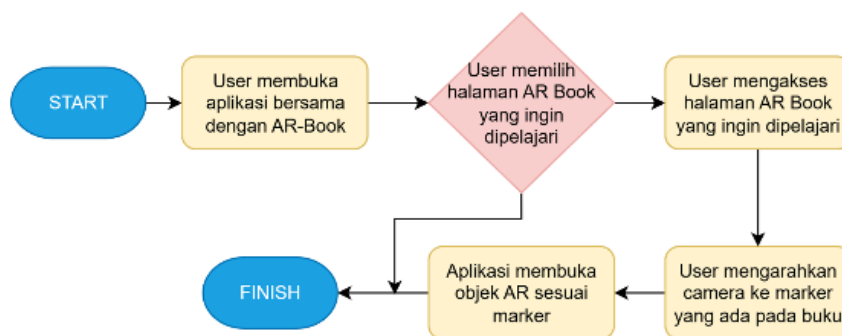 START
User membuka
aplikasi bersama
dengan AR-Book
User memilih
halaman AR Book
yang ingin
dipelajari
User mengakses
halaman AR Book
yang ingin dipelajari
User mengarahkan
camera ke marker
yang ada pada buku
Aplikasi membuka
objek AR sesuai
marker
FINISH